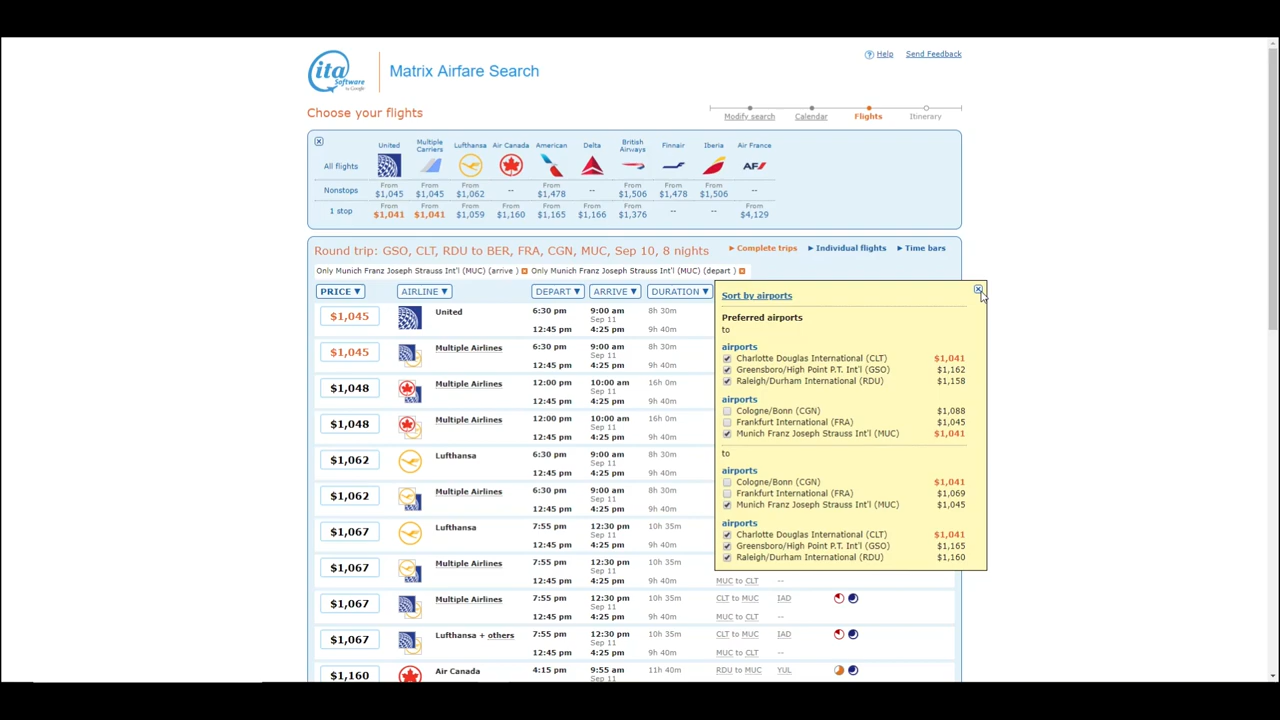 ita
Software
by Google
Matrix Airfare Search
? Help
Send Feedback
Choose your flights
Modify search
Calendar
Flights
Itinerary
United
Multiple Carriers
Lufthansa
Air Canada
American
Delta
British Airways
Finnair
Iberia
Air France
All flights
AF
Nonstops
From $1,045
From $1,045
From $1,062
--
From $1,478
--
From $1,506
From $1,478
From $1,506
--
1 stop
From $1,041
From $1,041
From $1,059
From $1,160
From $1,165
From $1,166
From $1,376
--
--
From $4,129
Round trip: GSO, CLT, RDU to BER, FRA, CGN, MUC, Sep 10, 8 nights
Complete trips
Individual flights
Time bars
Only Munich Franz Joseph Strauss Int'l (MUC) (arrive )
Only Munich Franz Joseph Strauss Int'l (MUC) (depart )
PRICE ▼ AIRLINE ▼ DEPART ▼ ARRIVE ▼ DURATION ▼
$1,045 United 6:30 pm 9:00 am 8h 30m
Sep 11
12:45 pm 4:25 pm 9h 40m
$1,045 Multiple Airlines 6:30 pm 9:00 am 8h 30m
Sep 11
12:45 pm 4:25 pm 9h 40m
$1,048 Multiple Airlines 12:00 pm 10:00 am 16h 0m
Sep 11
12:45 pm 4:25 pm 9h 40m
$1,048 Multiple Airlines 12:00 pm 10:00 am 16h 0m
Sep 11
12:45 pm 4:25 pm 9h 40m
$1,062 Lufthansa 6:30 pm 9:00 am 8h 30m
Sep 11
12:45 pm 4:25 pm 9h 40m
$1,062 Multiple Airlines 6:30 pm 9:00 am 8h 30m
Sep 11
12:45 pm 4:25 pm 9h 40m
$1,067 Lufthansa 7:55 pm 12:30 pm 10h 35m
Sep 11
12:45 pm 4:25 pm 9h 40m
$1,067 Multiple Airlines 7:55 pm 12:30 pm 10h 35m
Sep 11
12:45 pm 4:25 pm 9h 40m MUC to CLT --
$1,067 Multiple Airlines 7:55 pm 12:30 pm 10h 35m CLT to MUC IAD
Sep 11
12:45 pm 4:25 pm 9h 40m MUC to CLT --
$1,067 Lufthansa + others 7:55 pm 12:30 pm 10h 35m CLT to MUC IAD
Sep 11
12:45 pm 4:25 pm 9h 40m MUC to CLT --
$1,160 Air Canada 4:15 pm 9:55 am 11h 40m RDU to MUC YUL
Sep 11
Sort by airports
Preferred airports
to
airports
Charlotte Douglas International (CLT) $1,041
Greensboro/High Point P.T. Int'l (GSO) $1,162
Raleigh/Durham International (RDU) $1,158
airports
Cologne/Bonn (CGN) $1,088
Frankfurt International (FRA) $1,045
Munich Franz Joseph Strauss Int'l (MUC) $1,041
to
airports
Cologne/Bonn (CGN) $1,041
Frankfurt International (FRA) $1,069
Munich Franz Joseph Strauss Int'l (MUC) $1,045
airports
Charlotte Douglas International (CLT) $1,041
Greensboro/High Point P.T. Int'l (GSO) $1,165
Raleigh/Durham International (RDU) $1,160